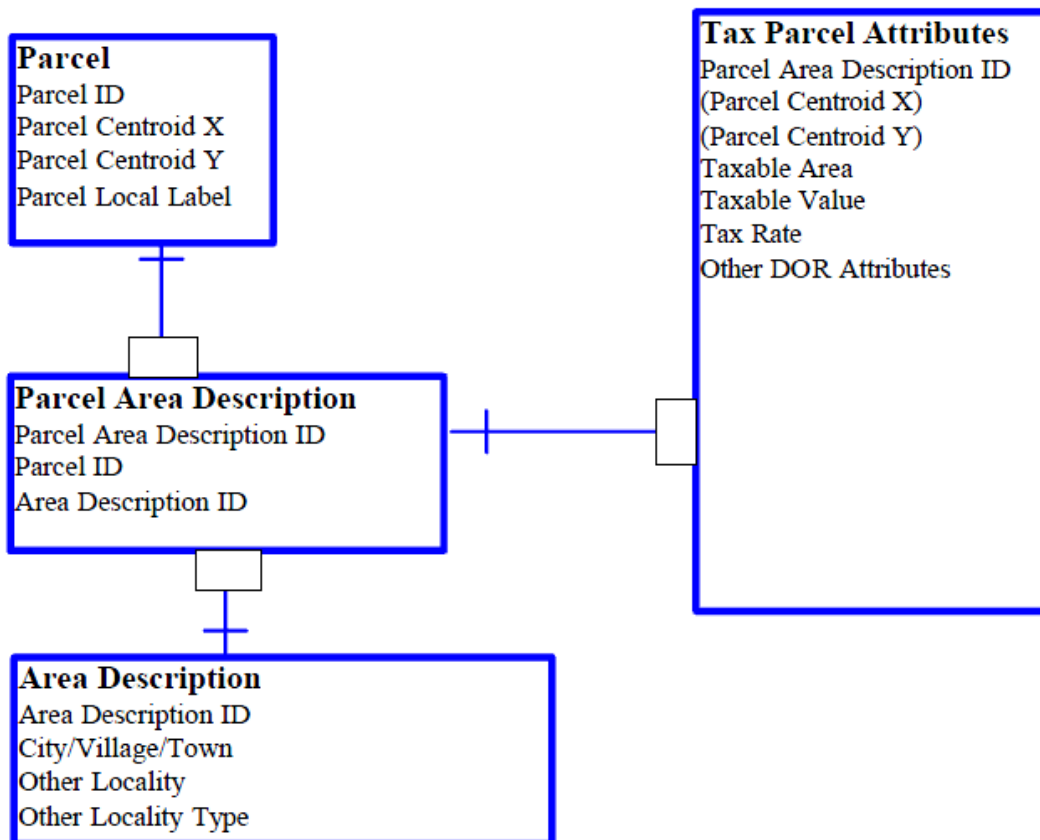 Parcel
Parcel ID
Parcel Centroid X
Parcel Centroid Y
Parcel Local Label
Tax Parcel Attributes
Parcel Area Description ID
(Parcel Centroid X)
(Parcel Centroid Y)
Taxable Area
Taxable Value
Tax Rate
Other DOR Attributes
Parcel Area Description
Parcel Area Description ID
Parcel ID
Area Description ID
Area Description
Area Description ID
City/Village/Town
Other Locality
Other Locality Type